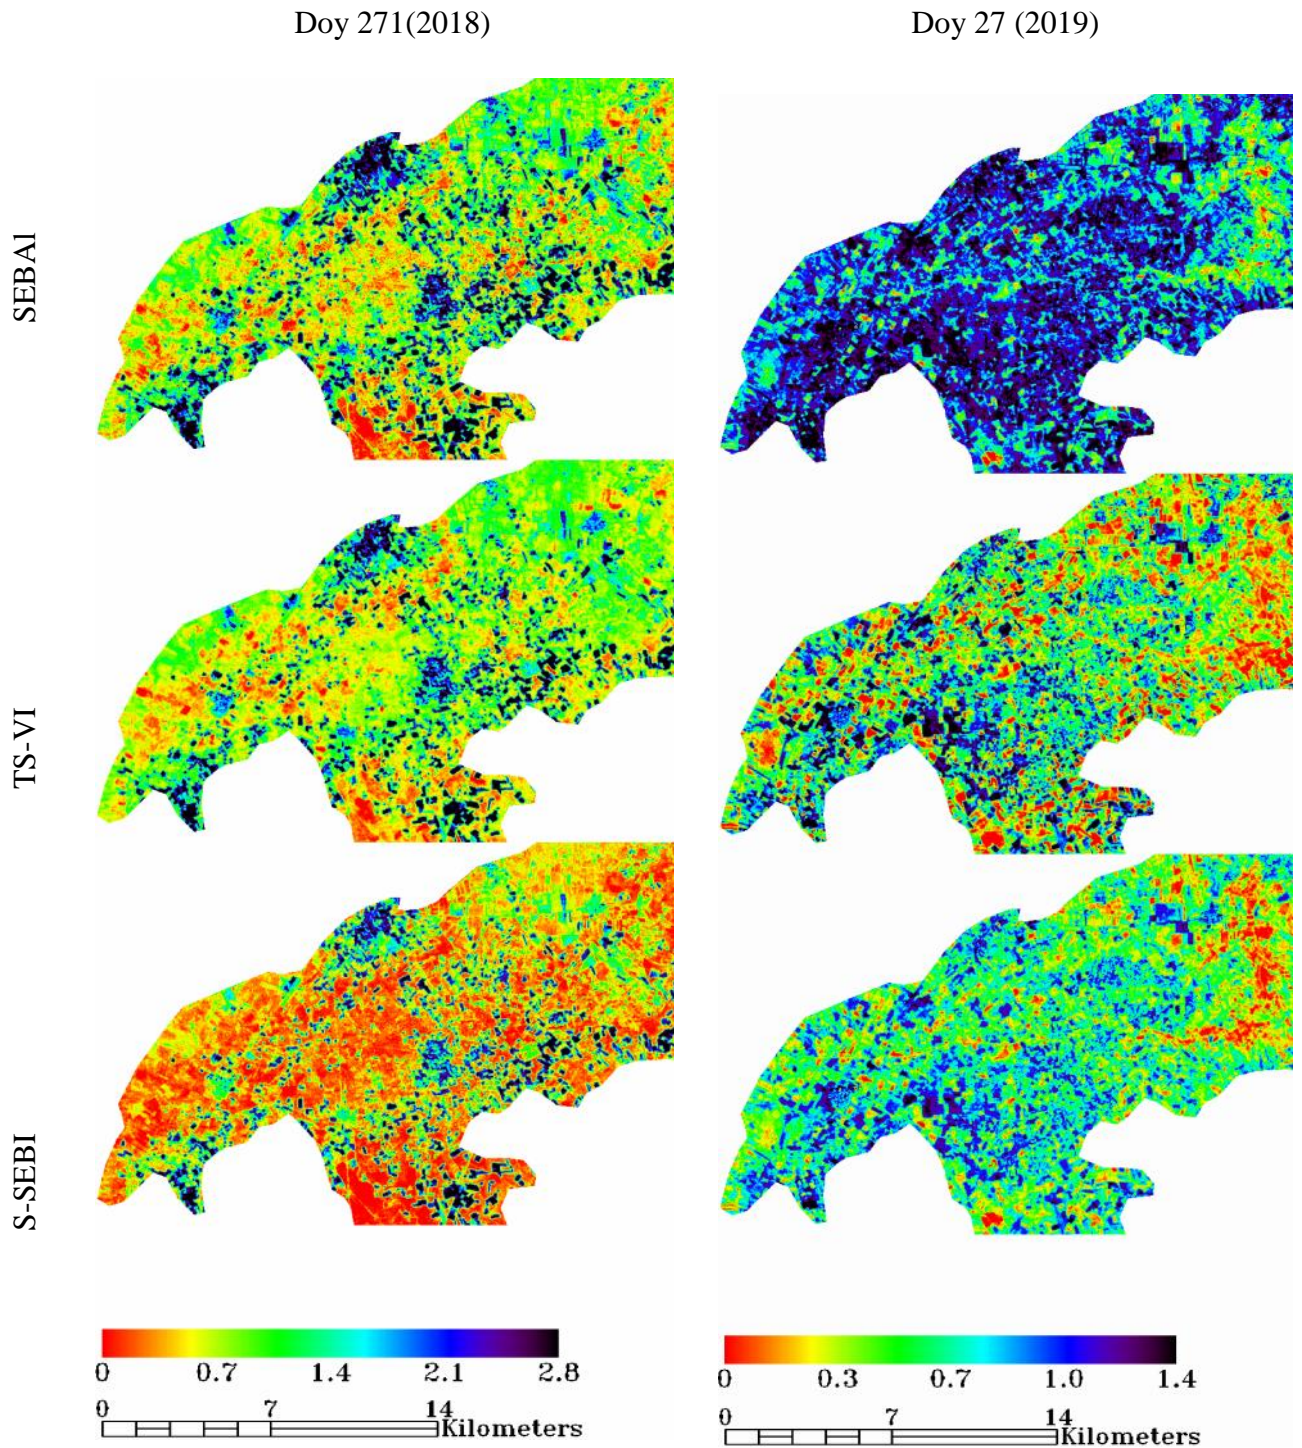 Doy 271(2018)
Doy 27 (2019)
SEBAl
TS-VI
S-SEBI
0 0.7 1.4 2.1 2.8
0 7 14
Kilometers
0 0.3 0.7 1.0 1.4
0 7 14
Kilometers